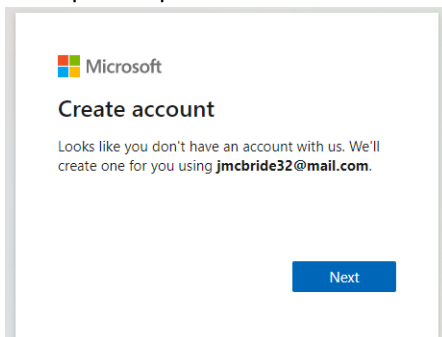 Microsoft
Create account
Looks like you don't have an account with us. We'll
create one for you using jmcbride32@mail.com.
Next